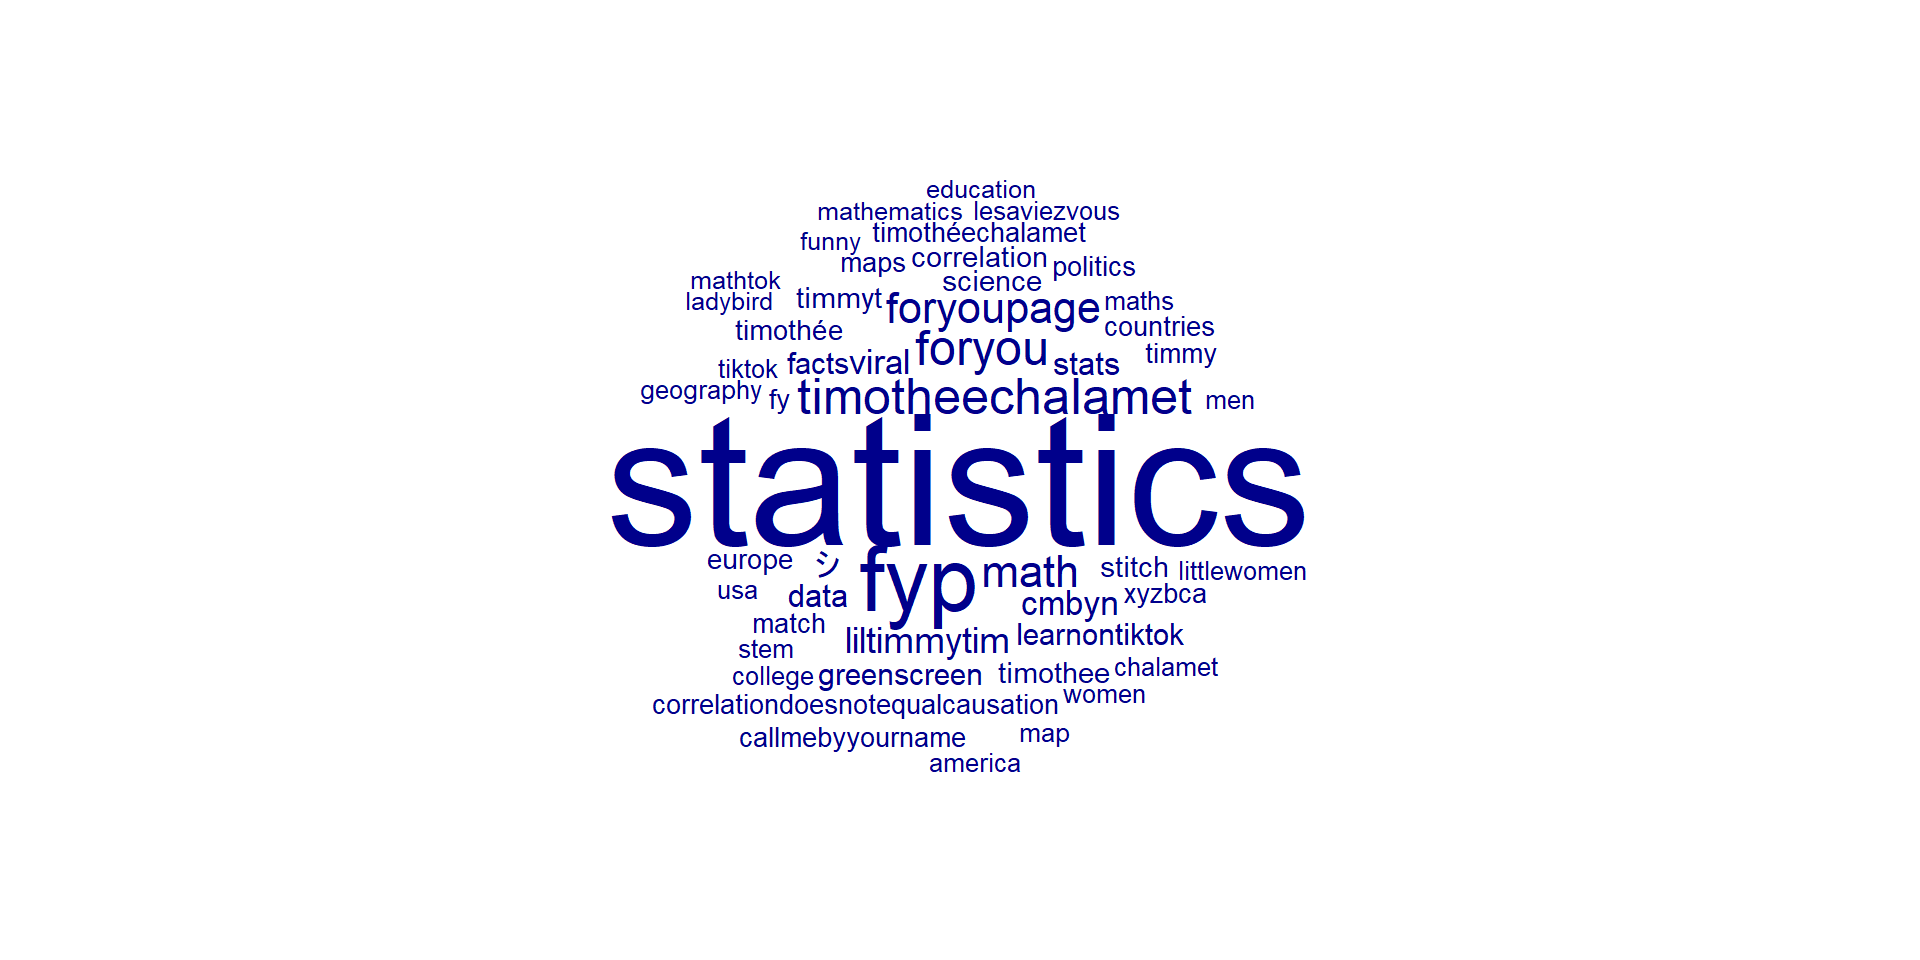 education
mathematics lesaviezvous
funny timothéechalamet
maps correlation politics
mathtok science
ladybird timmyt foryoupage maths
timothée foryou countries
tiktok facts viral stats timmy
geography fy timotheechalamet men
statistics
europe シ fyp math stitch littlewomen
usa data cmbyn xyzbca
match liltimmytim learnontiktok
stem
college greenscreen timothee chalamet
correlationdoesnotequalcausation women
callmebyyourname map
america